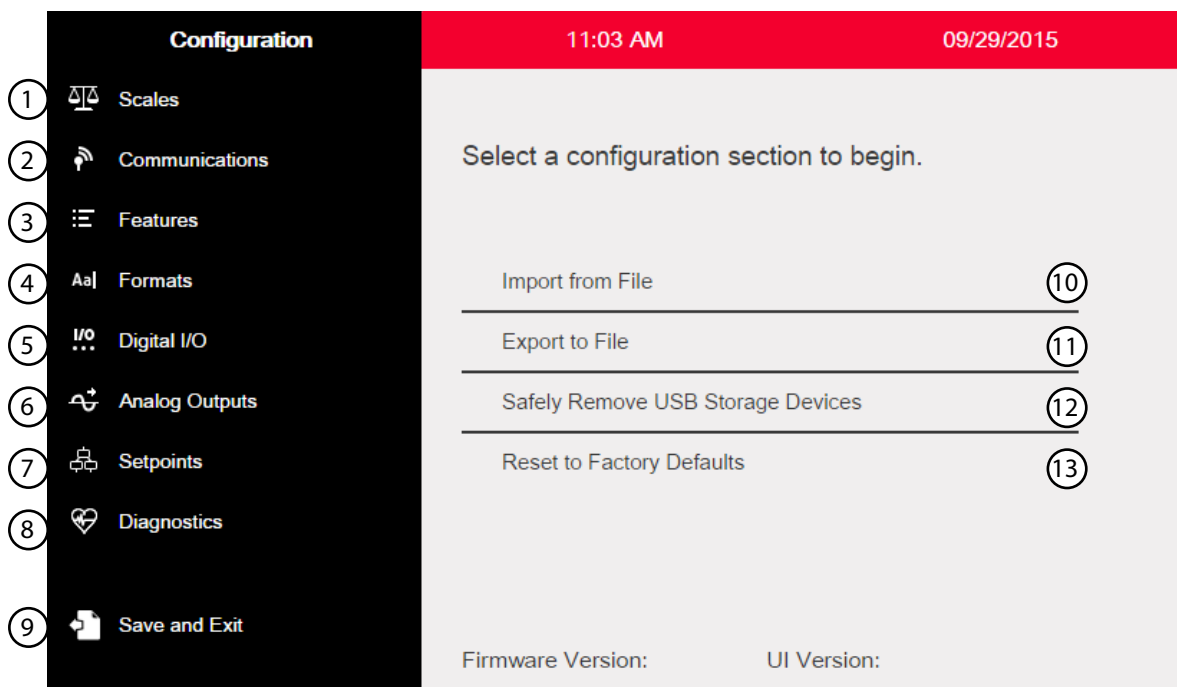 Configuration 11:03 AM 09/29/2015
1 Scales
2 Communications
Select a configuration section to begin.
3 Features
4 Aa Formats
Import from File 10
5 I/O Digital I/O
Export to File 11
6 Analog Outputs
Safely Remove USB Storage Devices 12
7 Setpoints
Reset to Factory Defaults 13
8 Diagnostics
9 Save and Exit
Firmware Version: UI Version: